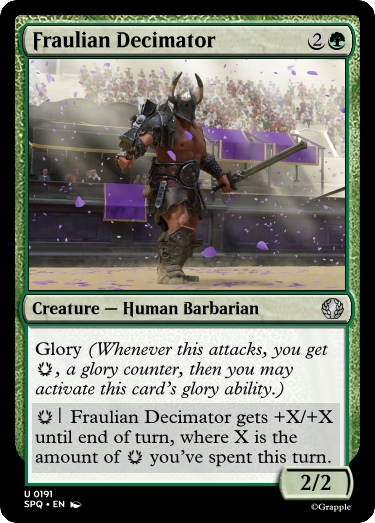 Fraulian Decimator 2
Creature — Human Barbarian
Glory (Whenever this attacks, you get
, a glory counter, then you may
activate this card's glory ability.)
| Fraulian Decimator gets +X/+X
until end of turn, where X is the
amount of you've spent this turn.
2/2
U 0191
SPQ • EN
©Grapple